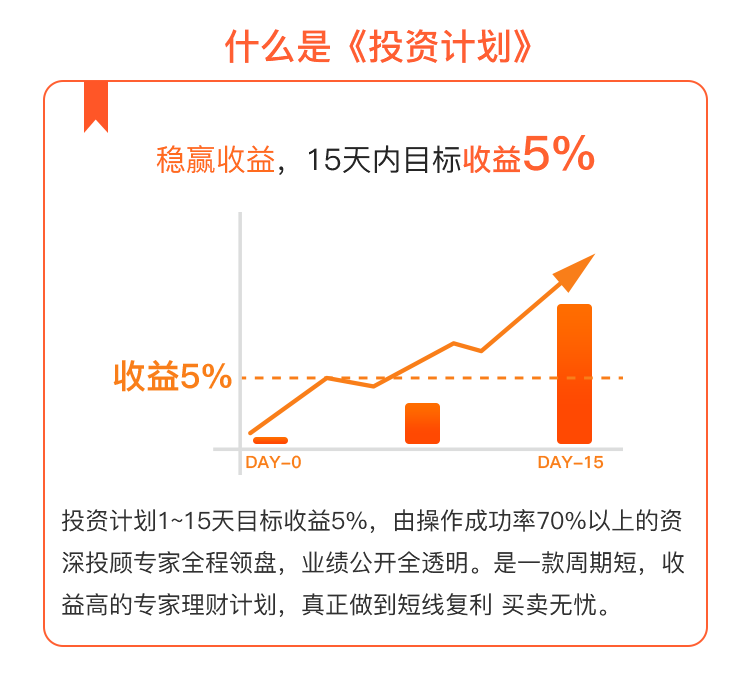 什么是《投资计划》
稳赢收益，15天内目标收益5%
收益5%
DAY-0
DAY-15
投资计划1~15天目标收益5%，由操作成功率70%以上的资
深投顾专家全程领盘，业绩公开全透明。是一款周期短，收
益高的专家理财计划，真正做到短线复利 买卖无忧。